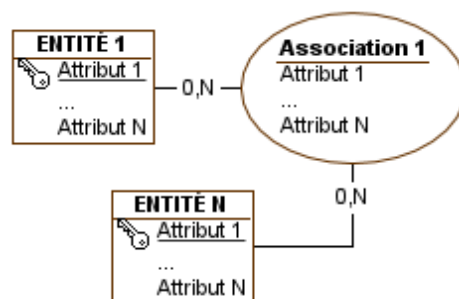 ENTITÉ 1
Attribut 1
...
Attribut N
0,N
Association 1
Attribut 1
...
Attribut N
0,N
ENTITÉ N
Attribut 1
...
Attribut N